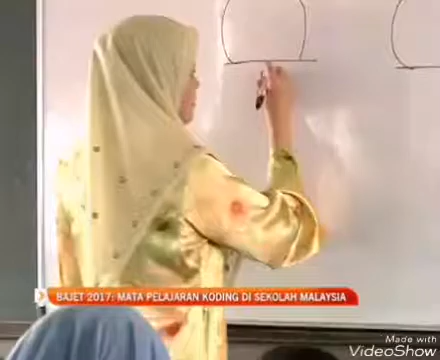 BAJET 2017: MATA PELAJARAN KODING DI SEKOLAH MALAYSIA
Made with
VideoShow